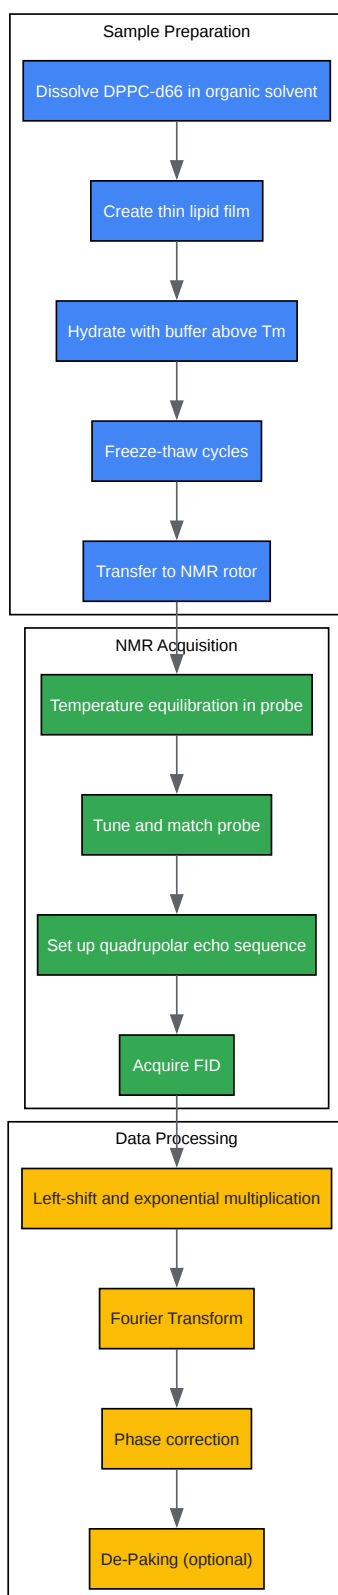 Sample Preparation
Dissolve DPPC-d66 in organic solvent
Create thin lipid film
Hydrate with buffer above Tm
Freeze-thaw cycles
Transfer to NMR rotor
NMR Acquisition
Temperature equilibration in probe
Tune and match probe
Set up quadrupolar echo sequence
Acquire FID
Data Processing
Left-shift and exponential multiplication
Fourier Transform
Phase correction
De-Paking (optional)